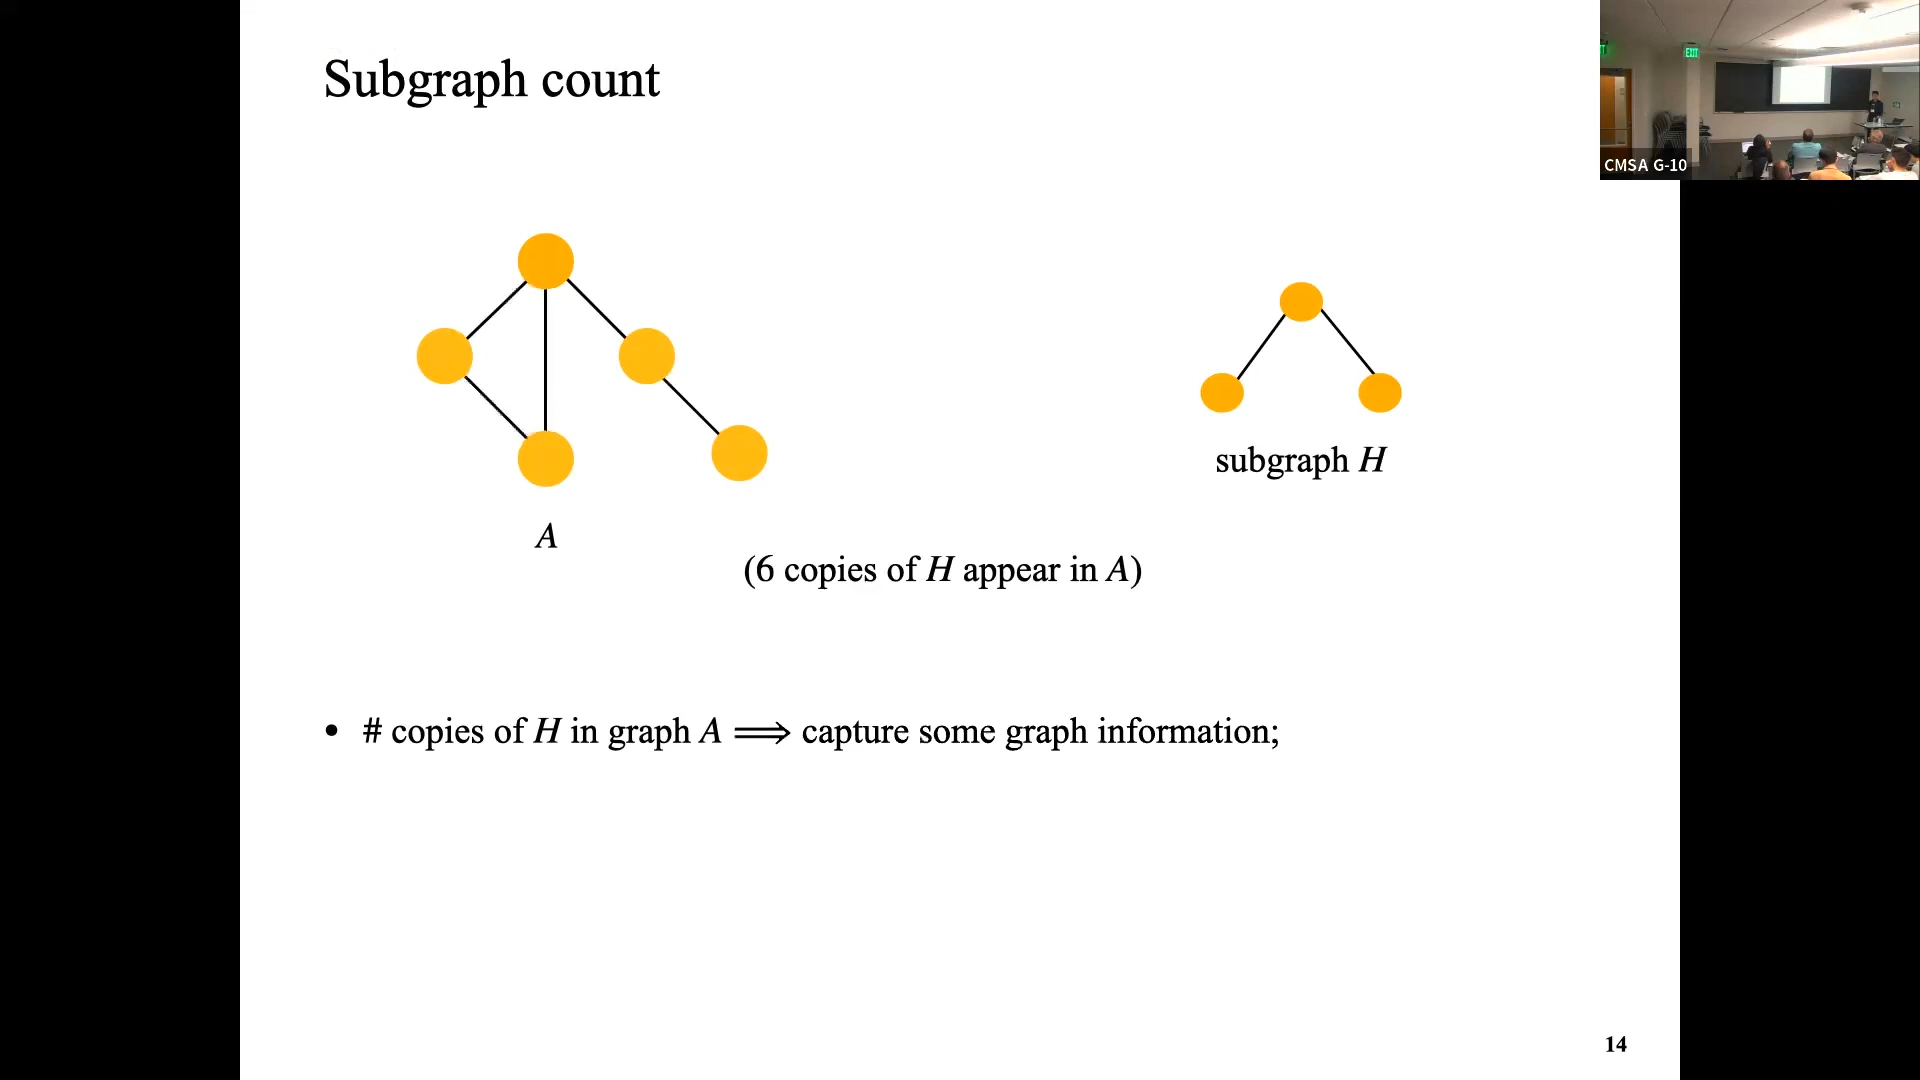 Subgraph count
EXIT
CMSA G-10
subgraph H
A
(6 copies of H appear in A)
• # copies of H in graph A ⟹ capture some graph information;
14